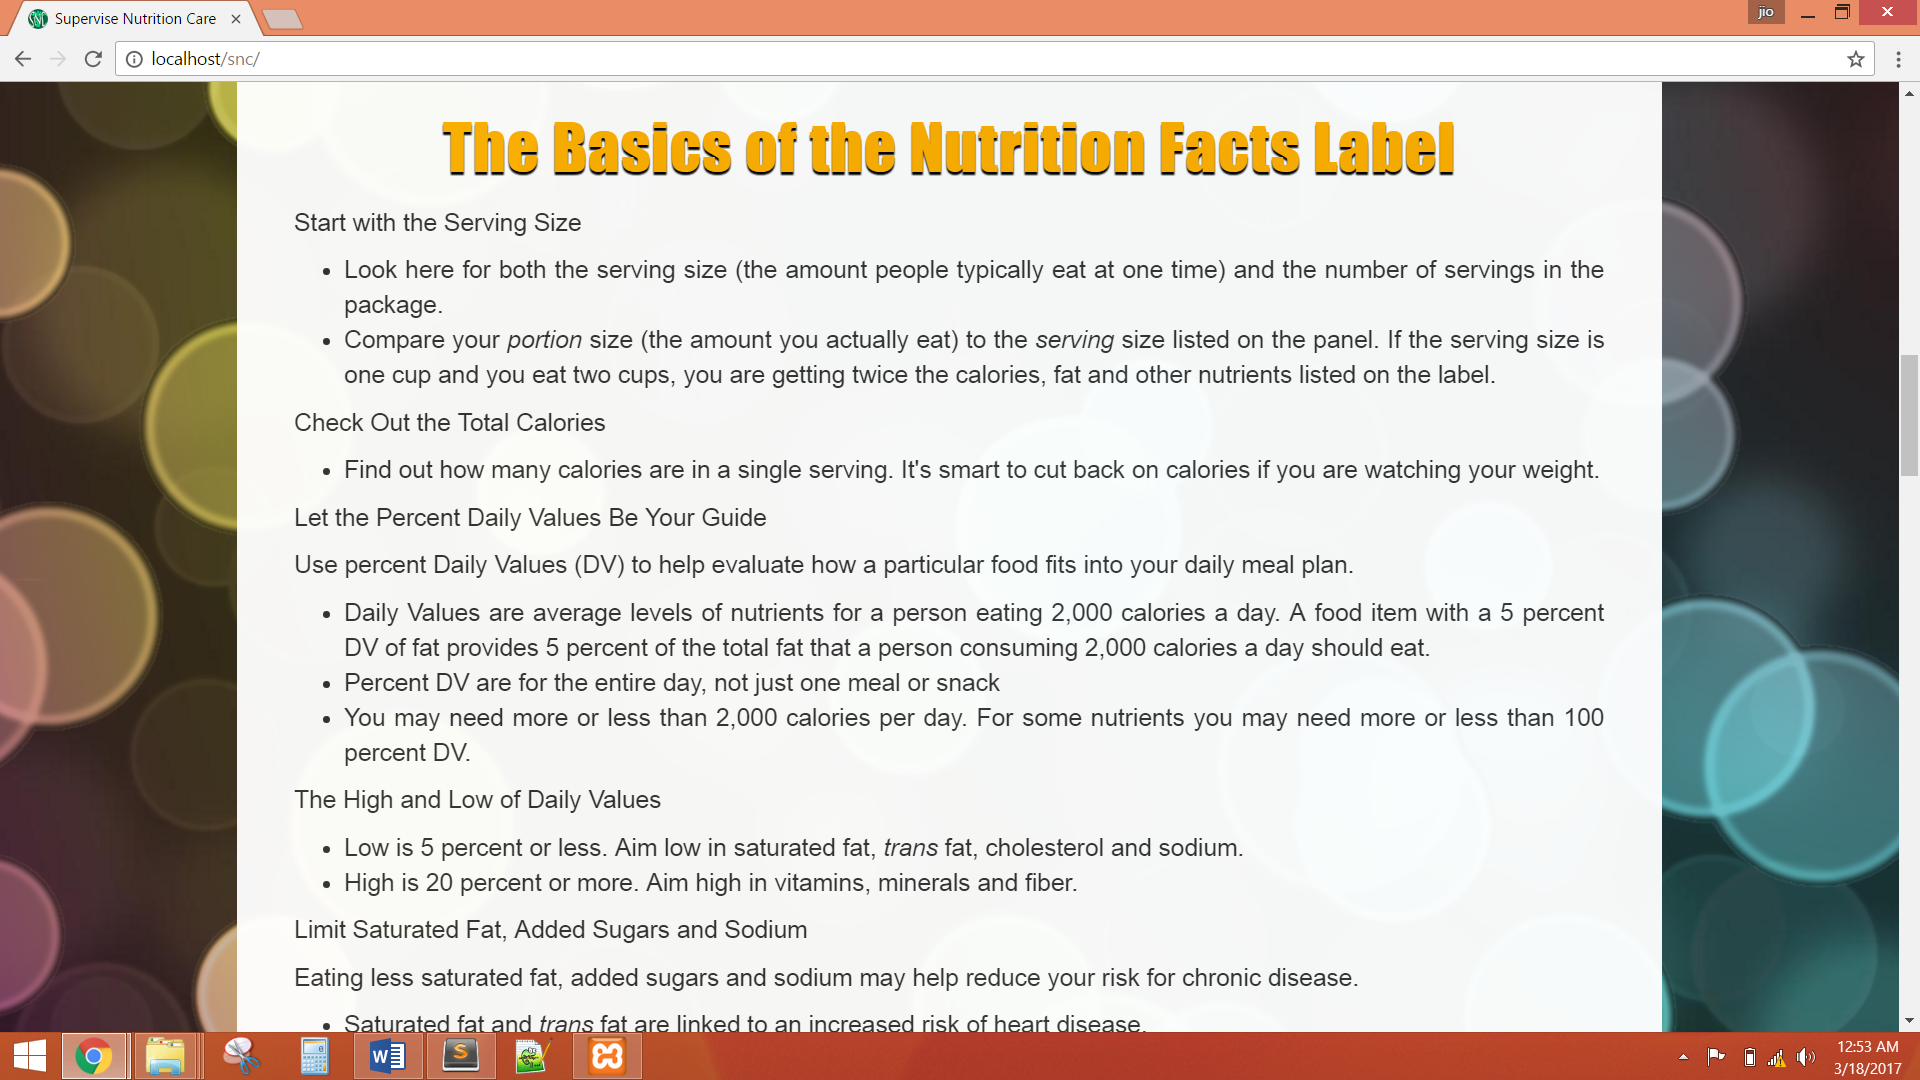 Supervise Nutrition Care
jio
localhost/snc/
The Basics of the Nutrition Facts Label
Start with the Serving Size
Look here for both the serving size (the amount people typically eat at one time) and the number of servings in the
package.
Compare your portion size (the amount you actually eat) to the serving size listed on the panel. If the serving size is
one cup and you eat two cups, you are getting twice the calories, fat and other nutrients listed on the label.
Check Out the Total Calories
Find out how many calories are in a single serving. It's smart to cut back on calories if you are watching your weight.
Let the Percent Daily Values Be Your Guide
Use percent Daily Values (DV) to help evaluate how a particular food fits into your daily meal plan.
Daily Values are average levels of nutrients for a person eating 2,000 calories a day. A food item with a 5 percent
DV of fat provides 5 percent of the total fat that a person consuming 2,000 calories a day should eat.
Percent DV are for the entire day, not just one meal or snack
You may need more or less than 2,000 calories per day. For some nutrients you may need more or less than 100
percent DV.
The High and Low of Daily Values
Low is 5 percent or less. Aim low in saturated fat, trans fat, cholesterol and sodium.
High is 20 percent or more. Aim high in vitamins, minerals and fiber.
Limit Saturated Fat, Added Sugars and Sodium
Eating less saturated fat, added sugars and sodium may help reduce your risk for chronic disease.
Saturated fat and trans fat are linked to an increased risk of heart disease.
12:53 AM
3/18/2017